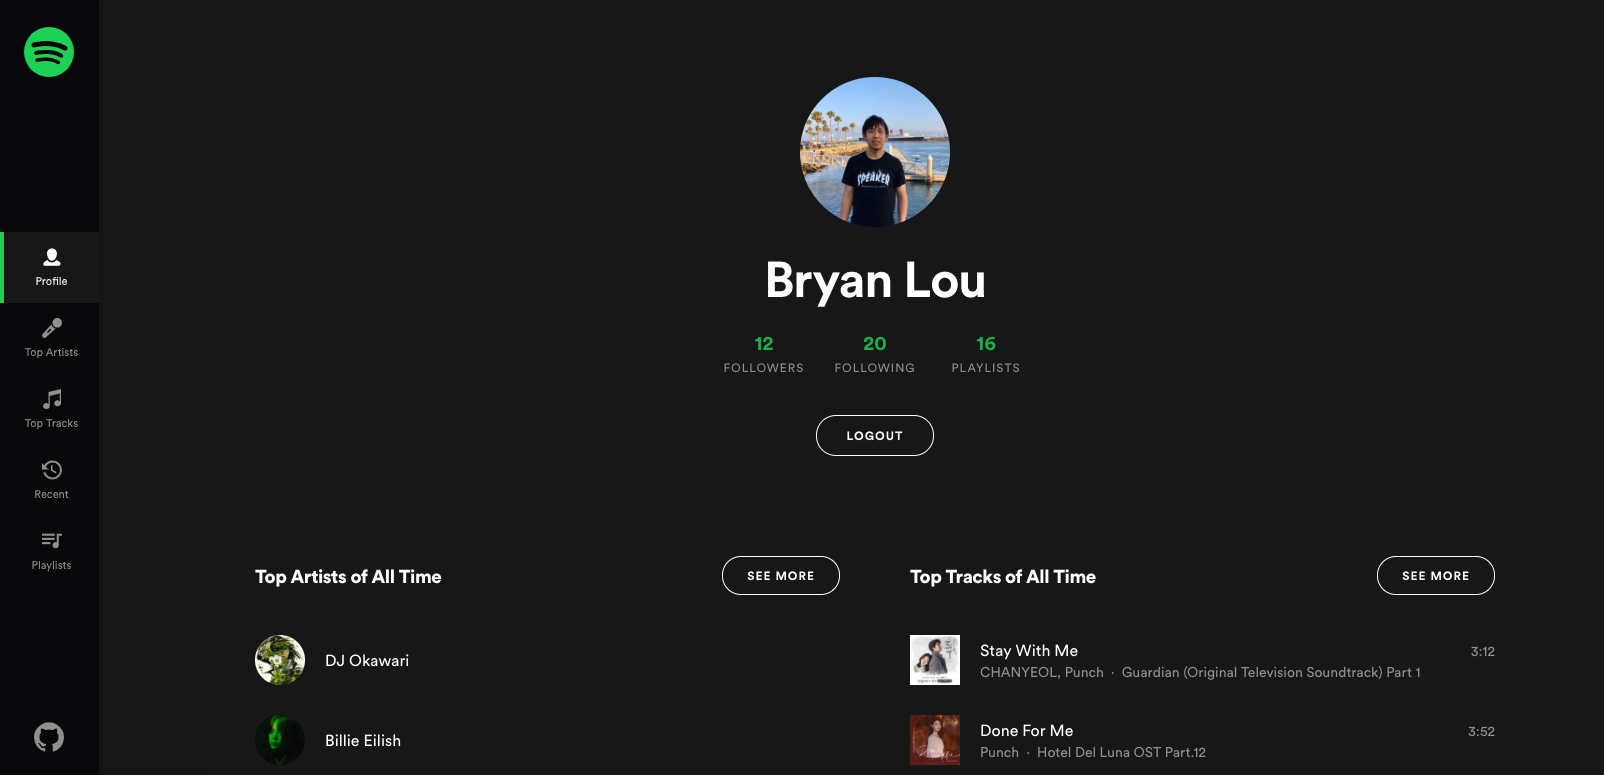 Bryan Lou
12
FOLLOWERS
20
FOLLOWING
16
PLAYLISTS
LOGOUT
Profile
Top Artists
Top Tracks
Recent
Playlists
Top Artists of All Time
SEE MORE
DJ Okawari
Billie Eilish
Top Tracks of All Time
SEE MORE
Stay With Me
3:12
CHANYEOL, Punch · Guardian (Original Television Soundtrack) Part 1
Done For Me
3:52
Punch · Hotel Del Luna OST Part.12
SPEAKER